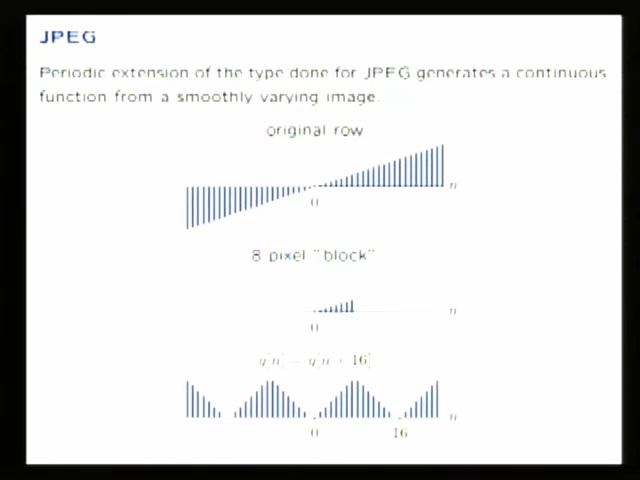 JPEG
Periodic extension of the type done for JPEG generates a continuous
function from a smoothly varying image.
original row
n
0
8 pixel "block"
n
0
y[n] = y[n + 16]
n
0 16